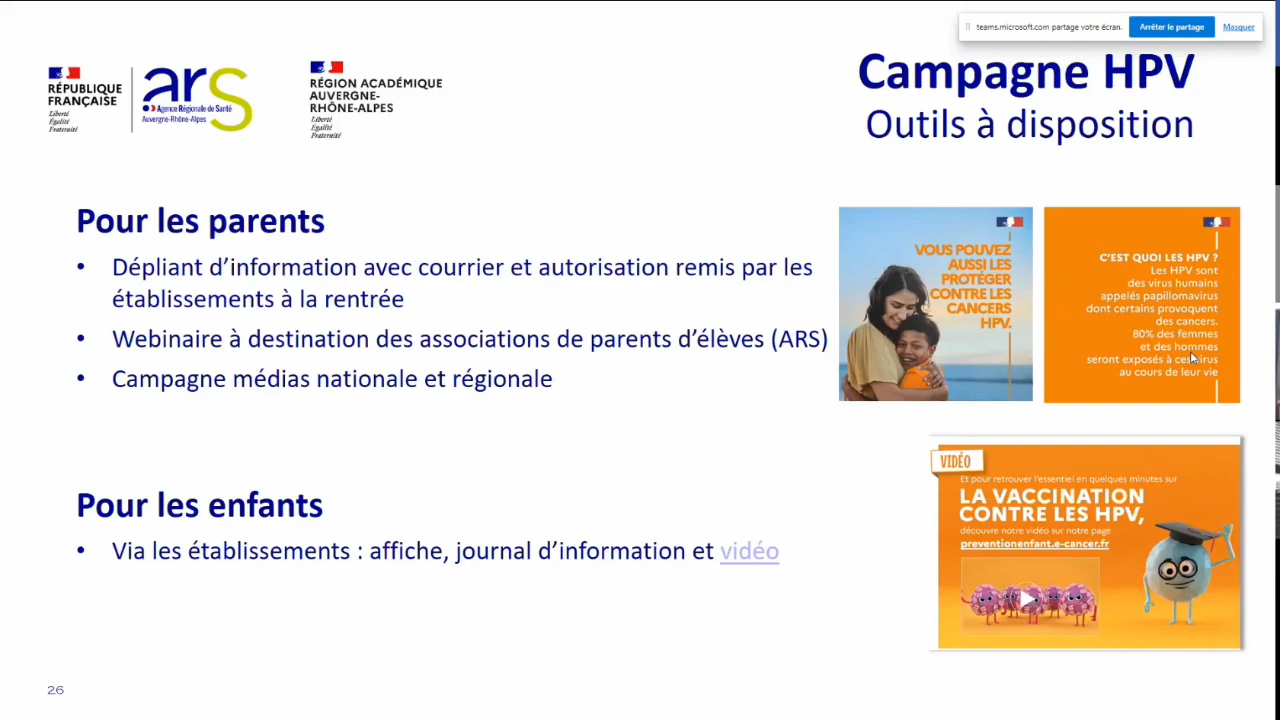 teams.microsoft.com partage votre écran.
Arrêter le partage
Masquer
RÉPUBLIQUE
FRANÇAISE
Liberté
Égalité
Fraternité
ars
Agence Régionale de Santé
Auvergne-Rhône-Alpes
RÉGION ACADÉMIQUE
AUVERGNE-
RHÔNE-ALPES
Liberté
Égalité
Fraternité
Campagne HPV
Outils à disposition
Pour les parents
• Dépliant d’information avec courrier et autorisation remis par les
établissements à la rentrée
• Webinaire à destination des associations de parents d’élèves (ARS)
• Campagne médias nationale et régionale
VOUS POUVEZ
AUSSI LES
PROTÉGER
CONTRE LES
CANCERS
HPV.
C’EST QUOI LES HPV ?
Les HPV sont
des virus humains
appelés papillomavirus
dont certains provoquent
des cancers.
80% des femmes
et des hommes
seront exposés à ces virus
au cours de leur vie
Pour les enfants
• Via les établissements : affiche, journal d’information et vidéo
VIDÉO
Et pour retrouver l’essentiel en quelques minutes sur
LA VACCINATION
CONTRE LES HPV,
découvre notre vidéo sur notre page
preventionenfant.e-cancer.fr
26